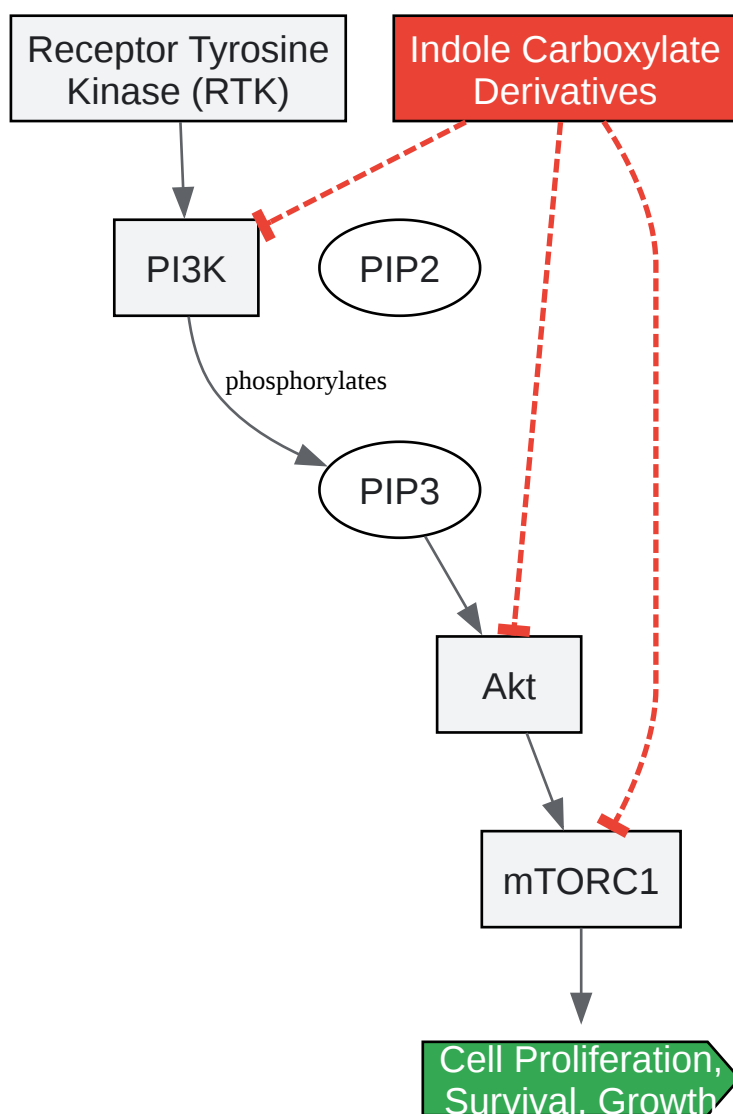 Receptor Tyrosine
Kinase (RTK)
Indole Carboxylate
Derivatives
PI3K
PIP2
phosphorylates
PIP3
Akt
mTORC1
Cell Proliferation,
Survival, Growth